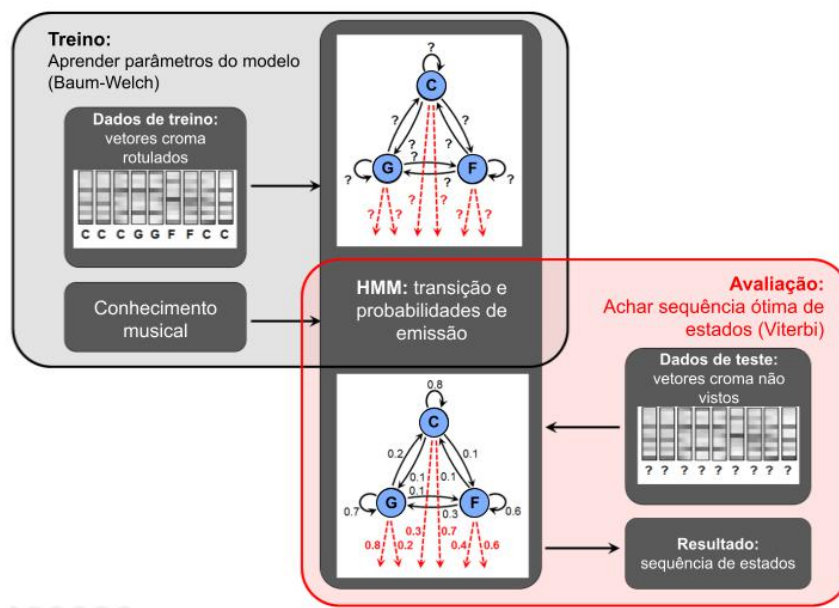 Treino:
Aprender parâmetros do modelo
(Baum-Welch)
Dados de treino:
vetores croma
rotulados
C C C G G F F C C
Conhecimento
musical
?
C
? ?
? ?
?
G F
?
? ?
? ?
? ? ? ?
HMM: transição e
probabilidades de
emissão
Avaliação:
Achar sequência ótima de
estados (Viterbi)
Dados de teste:
vetores croma não
vistos
? ? ? ? ? ? ? ? ?
Resultado:
sequência de estados
0.8
C
0.2 0.1
0.1 0.1
0.1
G F
0.7 0.3 0.6
0.3 0.7
0.8 0.2 0.4 0.6